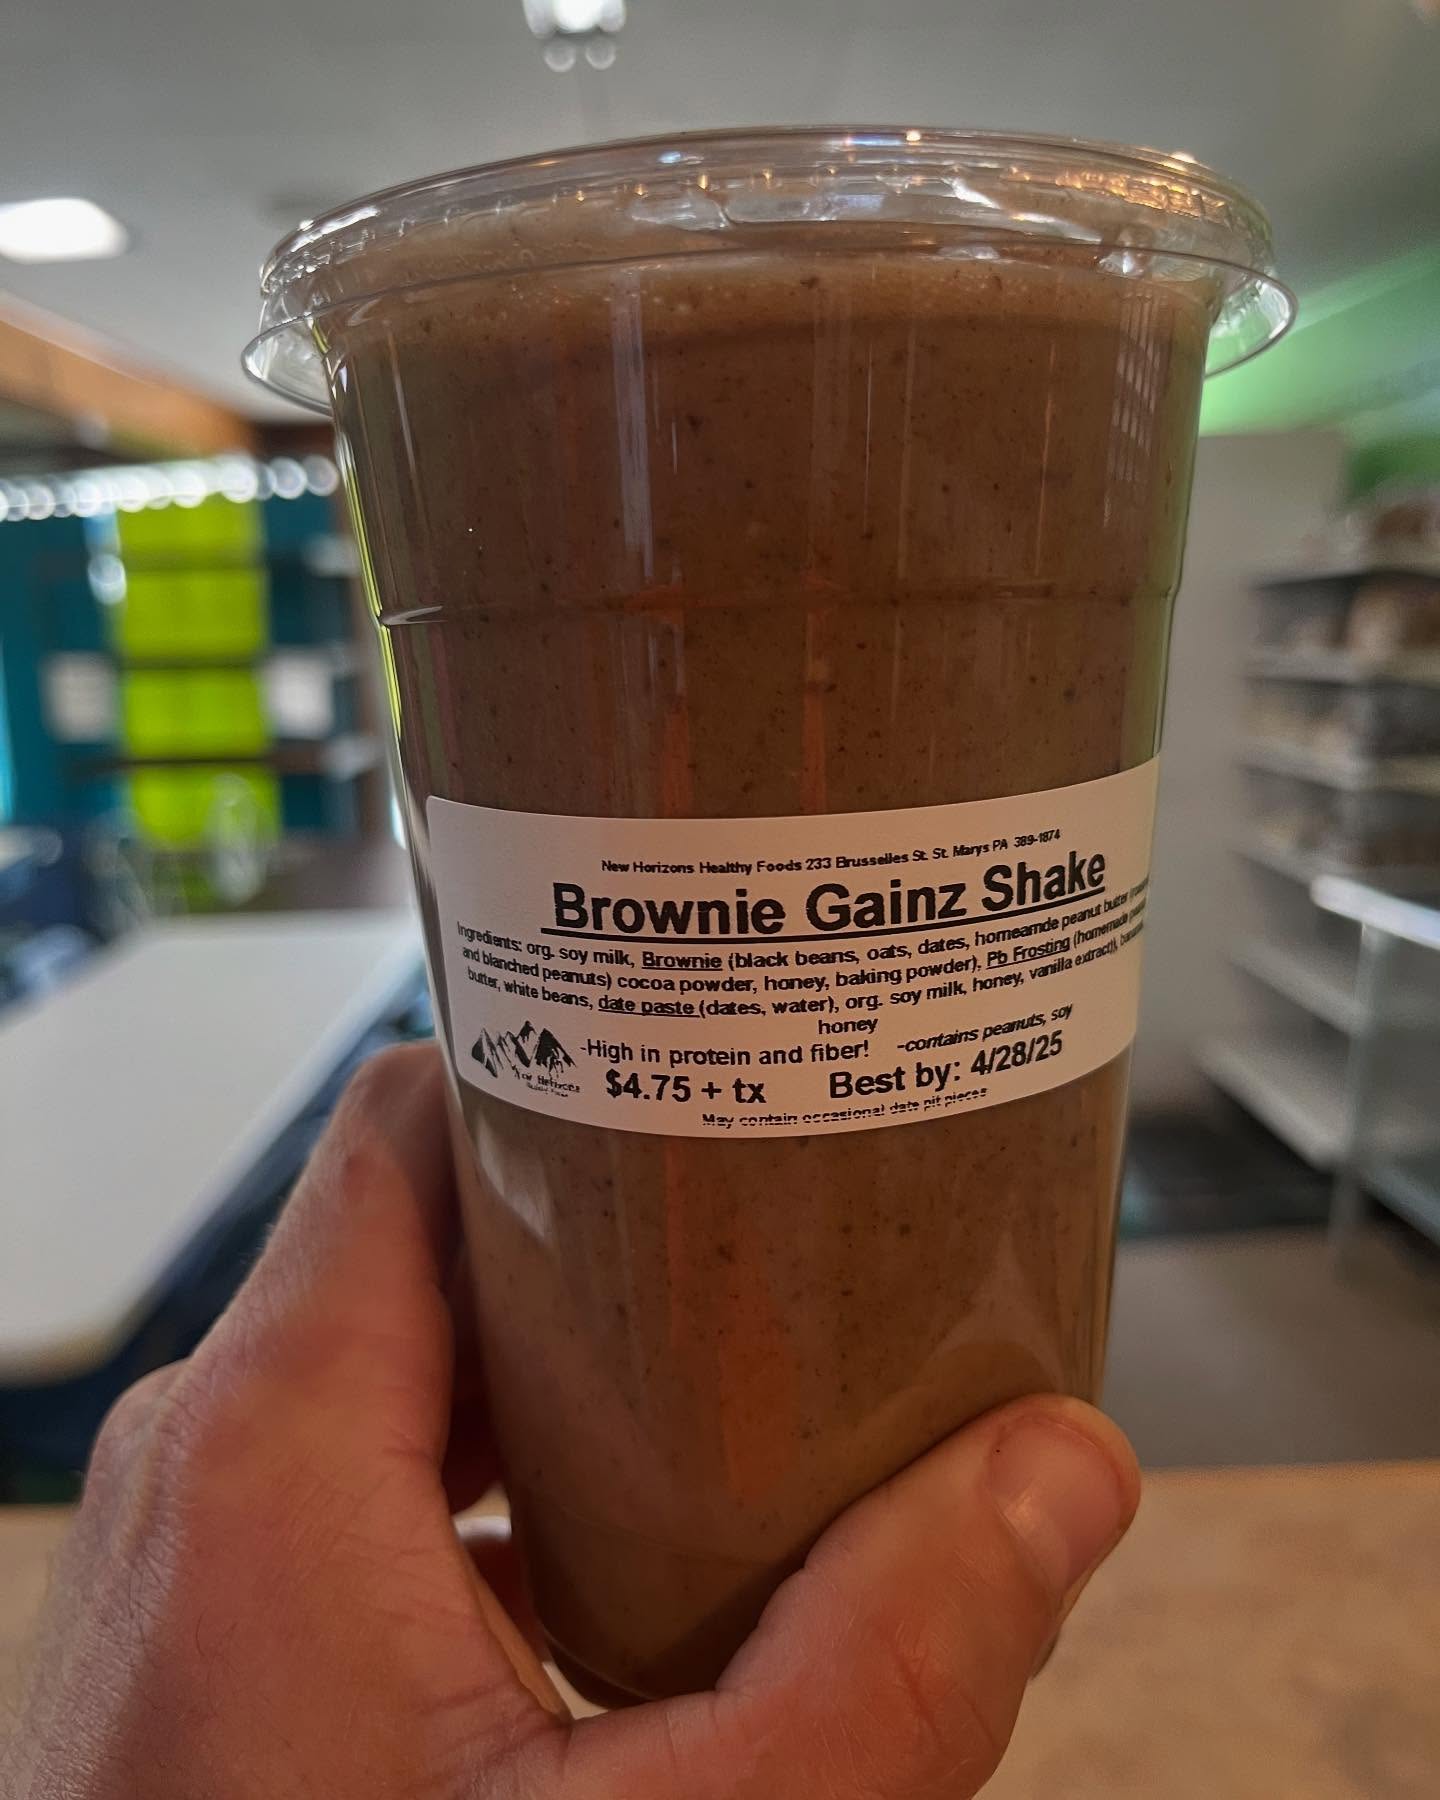 New Horizons Healthy Foods 233 Brusselles St. St. Marys PA 389-1874
Brownie Gainz Shake
Ingredients: org. soy milk, Brownie (black beans, oats, dates, homeamde peanut butter
and blanched peanuts) cocoa powder, honey, baking powder), Pb Frosting (homemade
butter, white beans, date paste (dates, water), org. soy milk, honey, vanilla extract),
honey
-High in protein and fiber! -contains peanuts, soy
$4.75 + tx Best by: 4/28/25
May contain occasional date pit pieces